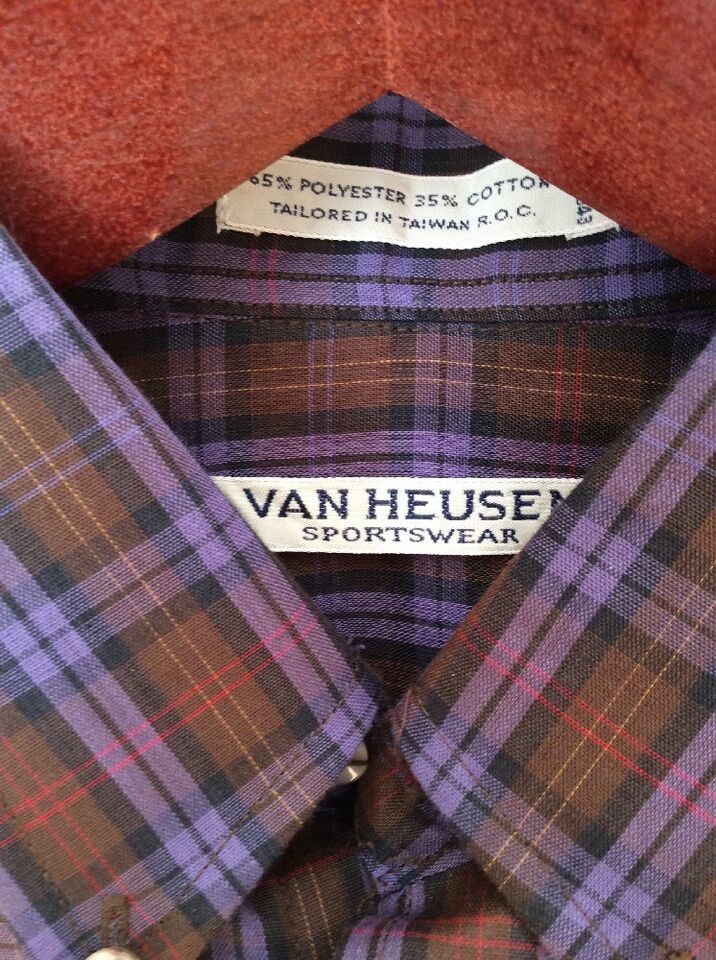 65% POLYESTER 35% COTTON
TAILORED IN TAIWAN R.O.C.
VAN HEUSEN
SPORTSWEAR